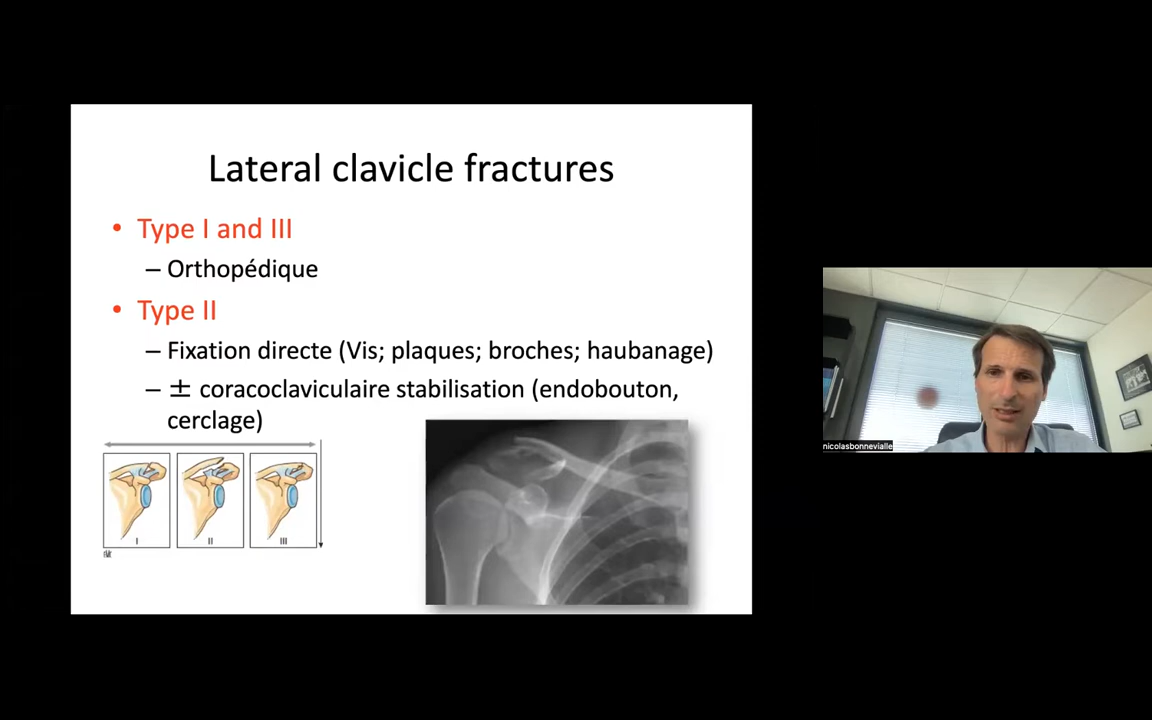 Lateral clavicle fractures
• Type I and III
– Orthopédique
• Type II
– Fixation directe (Vis; plaques; broches; haubanage)
– ± coracoclaviculaire stabilisation (endobouton,
cerclage)
I II III
nicolasbonnevialle